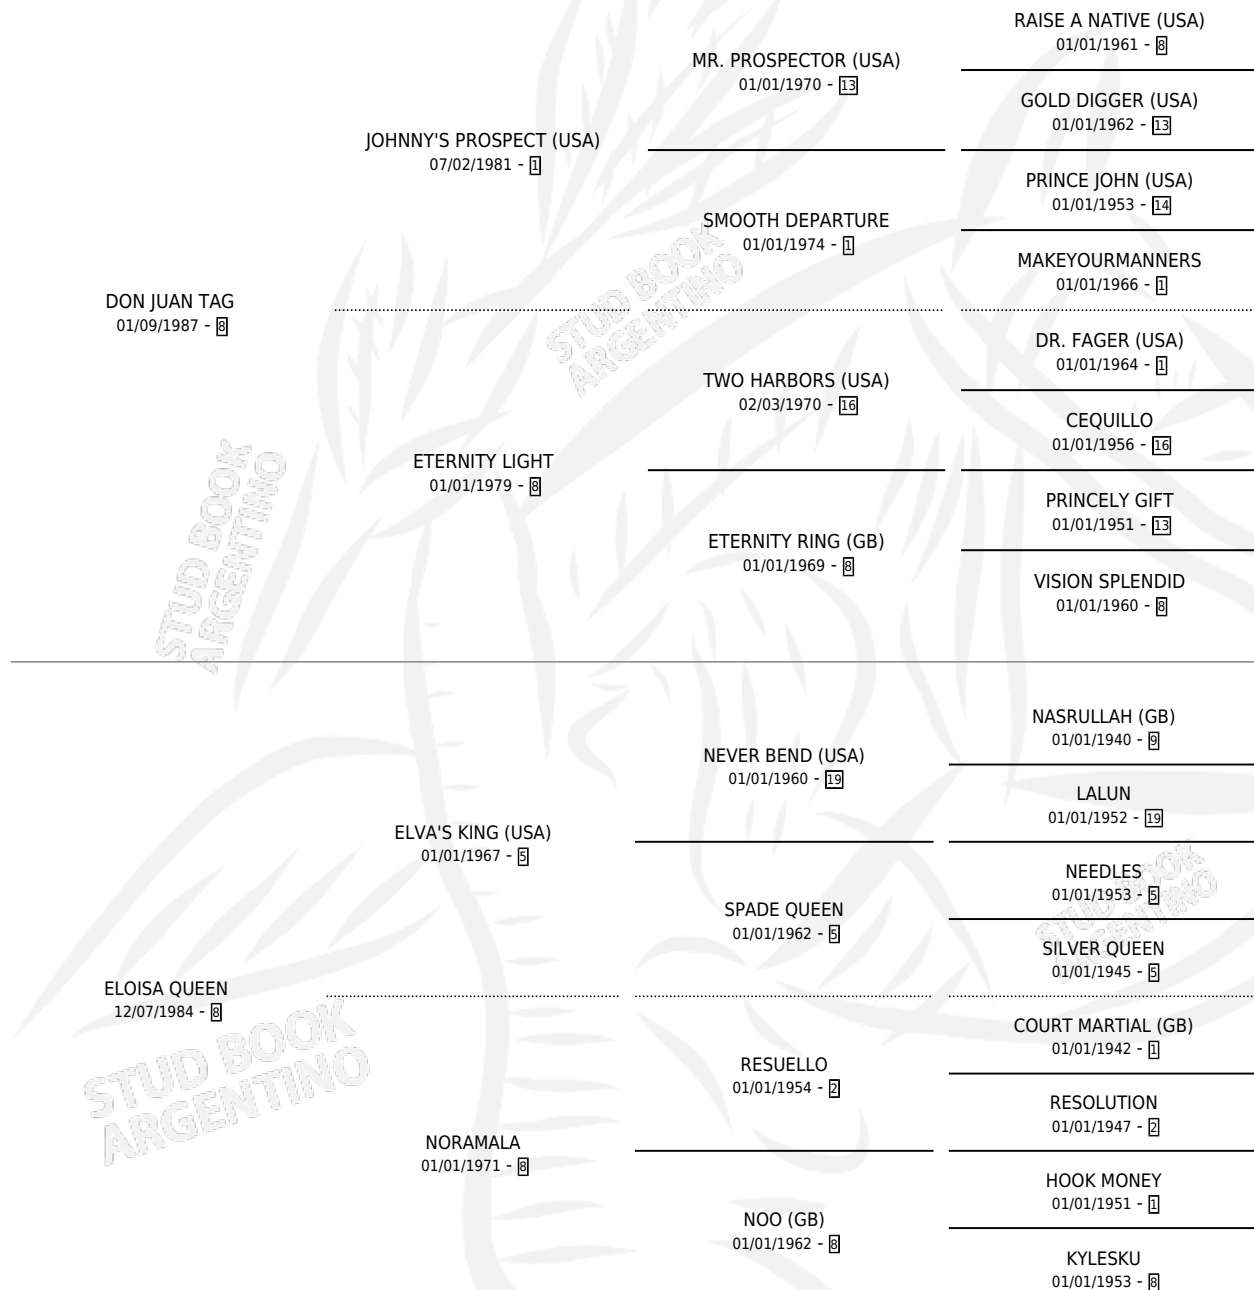 RAISE A NATIVE (USA)
01/01/1961 - 8
MR. PROSPECTOR (USA)
01/01/1970 - 13
GOLD DIGGER (USA)
01/01/1962 - 13
JOHNNY'S PROSPECT (USA)
07/02/1981 - 1
PRINCE JOHN (USA)
01/01/1953 - 14
SMOOTH DEPARTURE
01/01/1974 - 1
MAKEYOURMANNERS
01/01/1966 - 1
DON JUAN TAG
01/09/1987 - 8
DR. FAGER (USA)
01/01/1964 - 1
TWO HARBORS (USA)
02/03/1970 - 16
CEQUILLO
01/01/1956 - 16
ETERNITY LIGHT
01/01/1979 - 8
PRINCELY GIFT
01/01/1951 - 13
ETERNITY RING (GB)
01/01/1969 - 8
VISION SPLENDID
01/01/1960 - 8
STUD BOOK
ARGENTINO
STUD BOOK
ARGENTINO
NASRULLAH (GB)
01/01/1940 - 9
NEVER BEND (USA)
01/01/1960 - 19
LALUN
01/01/1952 - 19
ELVA'S KING (USA)
01/01/1967 - 5
NEEDLES
01/01/1953 - 5
SPADE QUEEN
01/01/1962 - 5
SILVER QUEEN
01/01/1945 - 5
ELOISA QUEEN
12/07/1984 - 8
COURT MARTIAL (GB)
01/01/1942 - 1
RESUELLO
01/01/1954 - 2
RESOLUTION
01/01/1947 - 2
NORAMALA
01/01/1971 - 8
HOOK MONEY
01/01/1951 - 1
NOO (GB)
01/01/1962 - 8
KYLESKU
01/01/1953 - 8
STUD BOOK
ARGENTINO
STUD BOOK
ARGENTINO